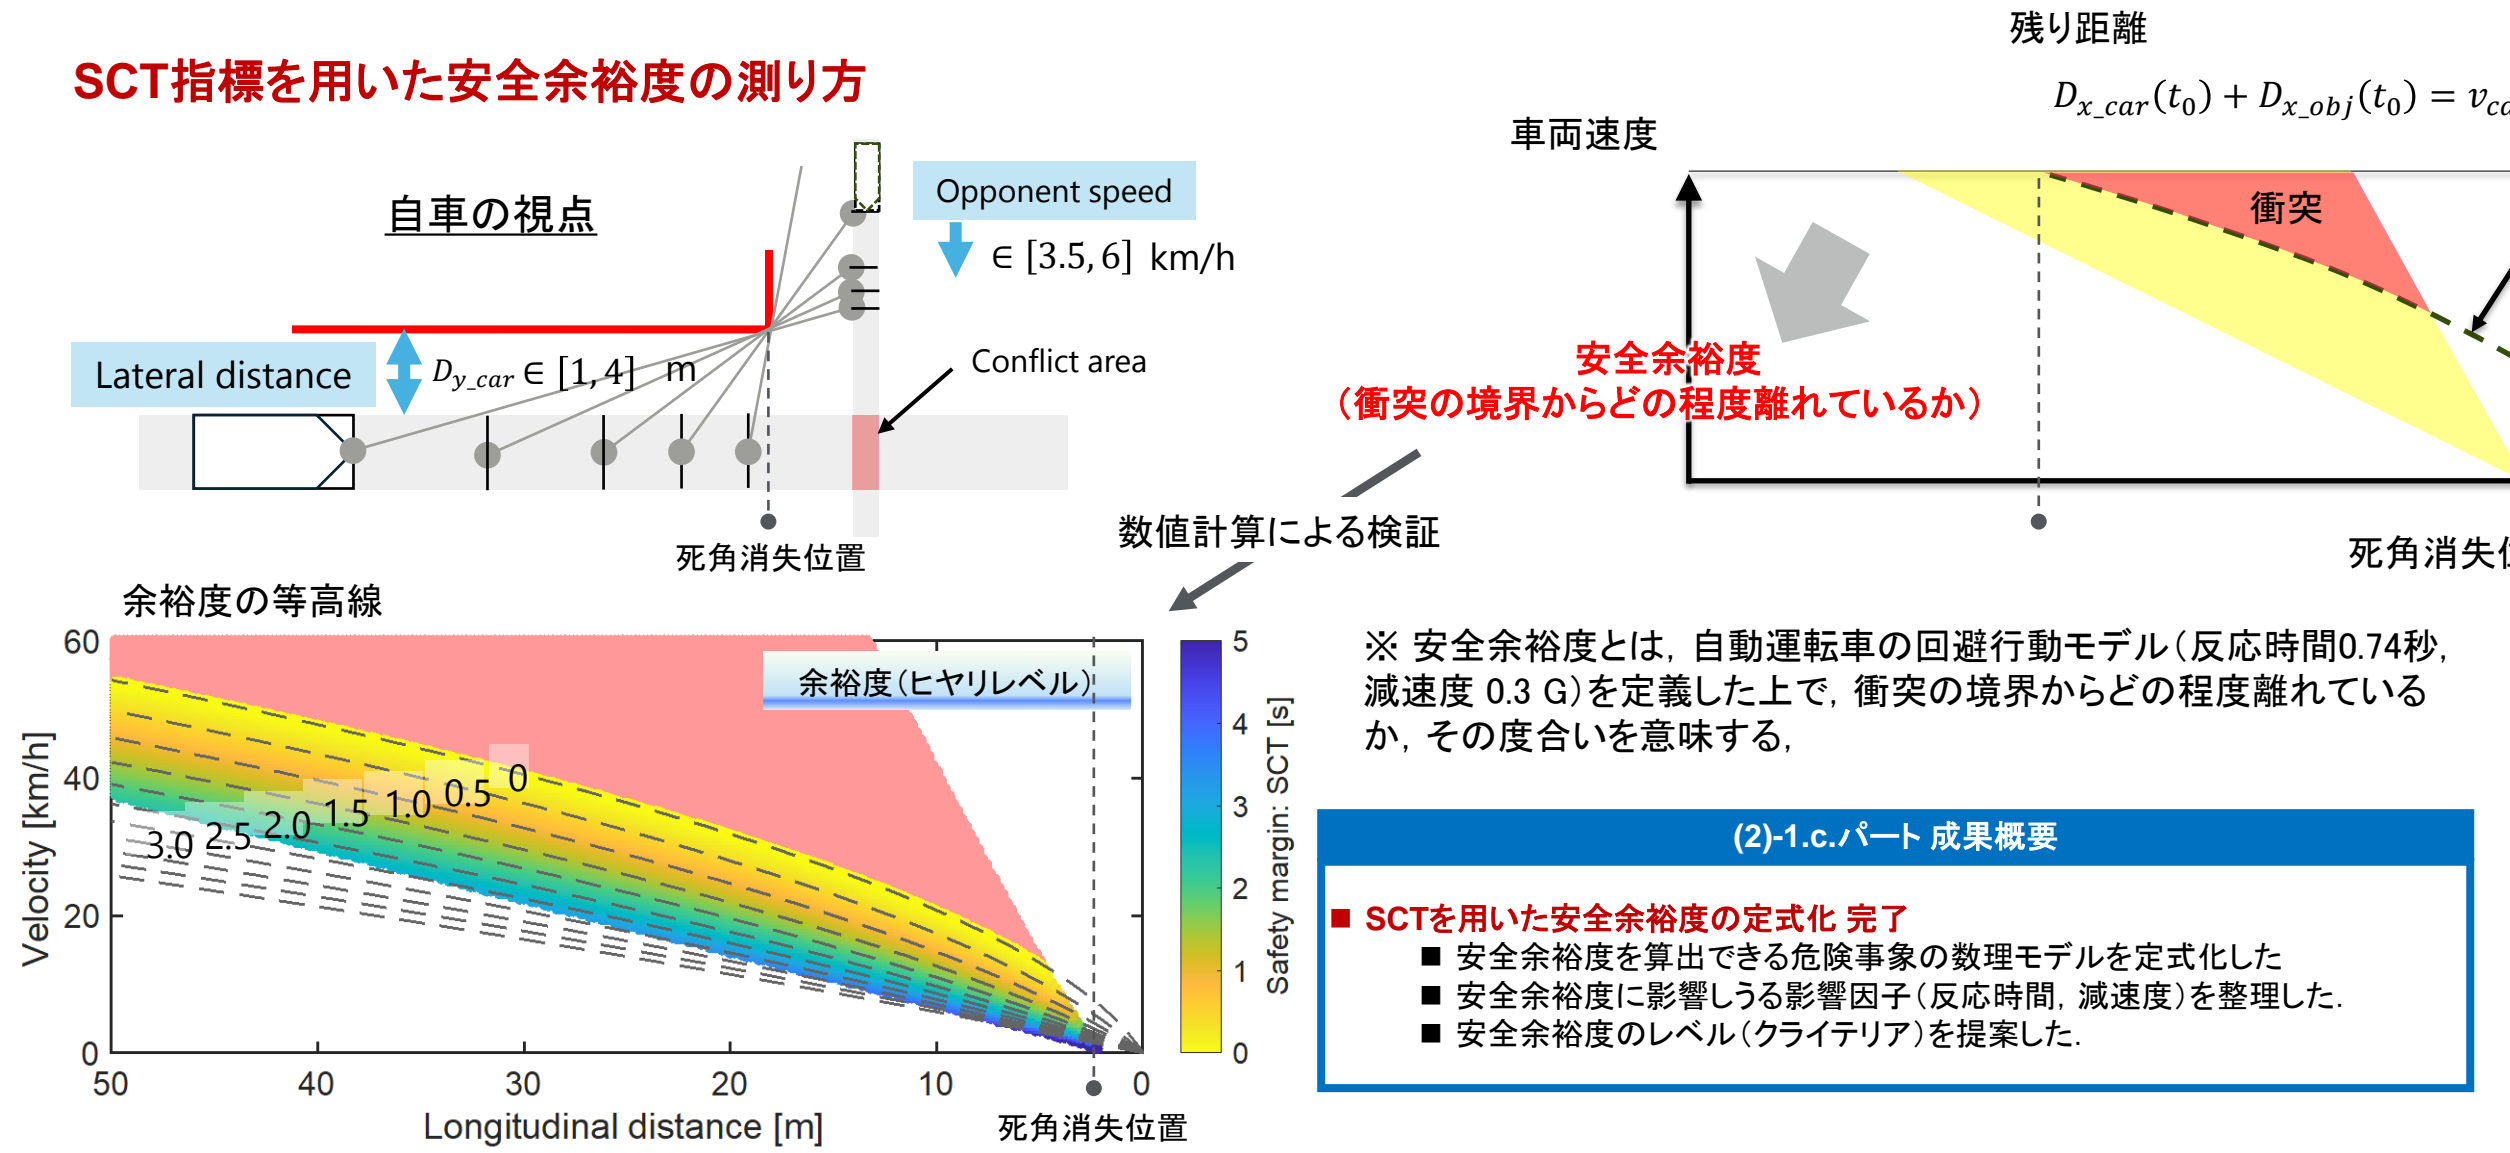 SCT指標を用いた安全余裕度の測り方
自車の視点
Opponent speed
∈ [3.5, 6] km/h
Lateral distance
D_{y_car} ∈ [1, 4] m
Conflict area
死角消失位置
残り距離
D_{x_car}(t_0) + D_{x_obj}(t_0) = v
車両速度
衝突
安全余裕度
（衝突の境界からどの程度離れているか）
死角消失
数値計算による検証
余裕度の等高線
余裕度（ヒヤリレベル）
Velocity [km/h]
60
40
20
0
3.0 2.5 2.0 1.5 1.0 0.5 0
50 40 30 20 10 0
Longitudinal distance [m]
死角消失位置
5
4
3
2
1
0
Safety margin: SCT [s]
※ 安全余裕度とは，自動運転車の回避行動モデル（反応時間0.74秒，
減速度 0.3 G）を定義した上で，衝突の境界からどの程度離れている
か，その度合いを意味する，
(2)-1.c.パート 成果概要
■ SCTを用いた安全余裕度の定式化 完了
■ 安全余裕度を算出できる危険事象の数理モデルを定式化した
■ 安全余裕度に影響しうる影響因子（反応時間，減速度）を整理した．
■ 安全余裕度のレベル（クライテリア）を提案した．